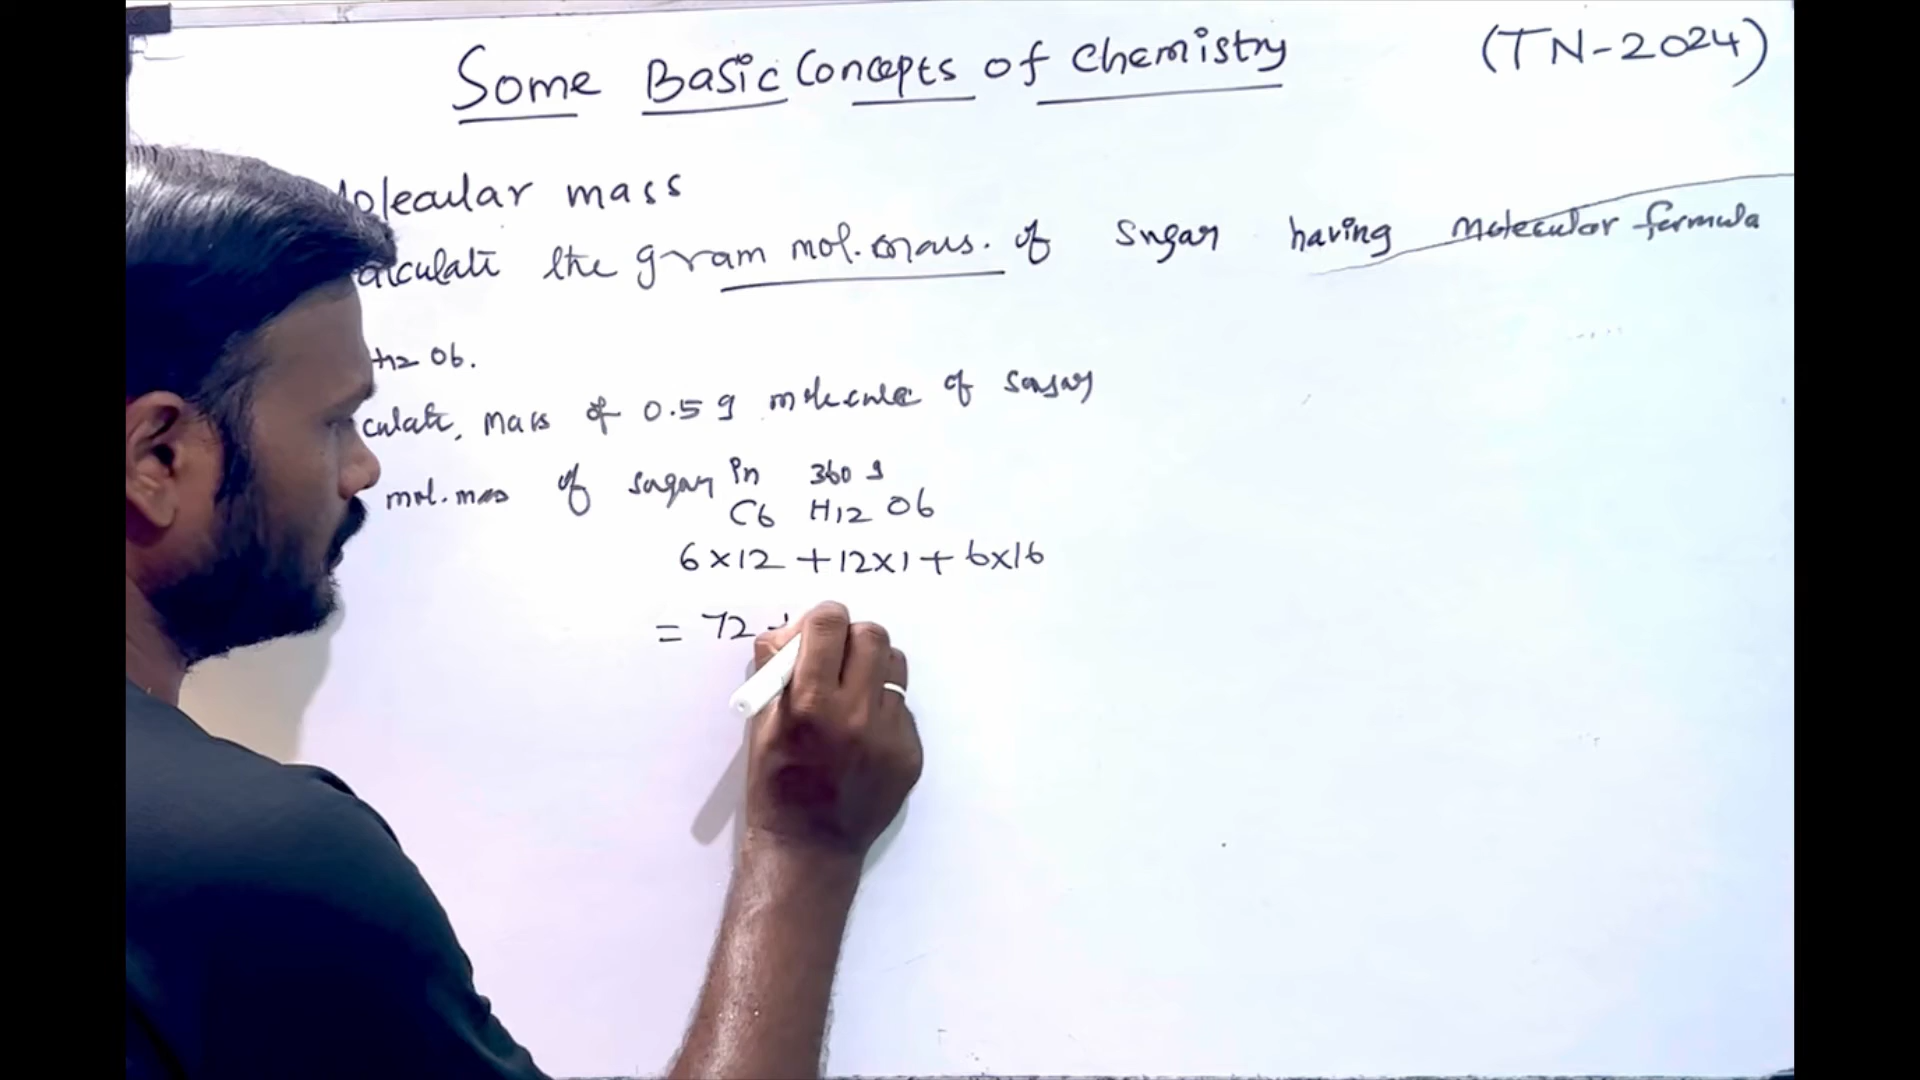 Some Basic Concepts of Chemistry (TN-2024)
Molecular mass
calculate the gram mol. mass. of sugar having molecular formula
H12 O6.
culate, mass of 0.5 g molecule of sugar
mol. mass of sugar in 360 g
C6 H12 O6
6×12 +12×1+ 6×16
= 72 +